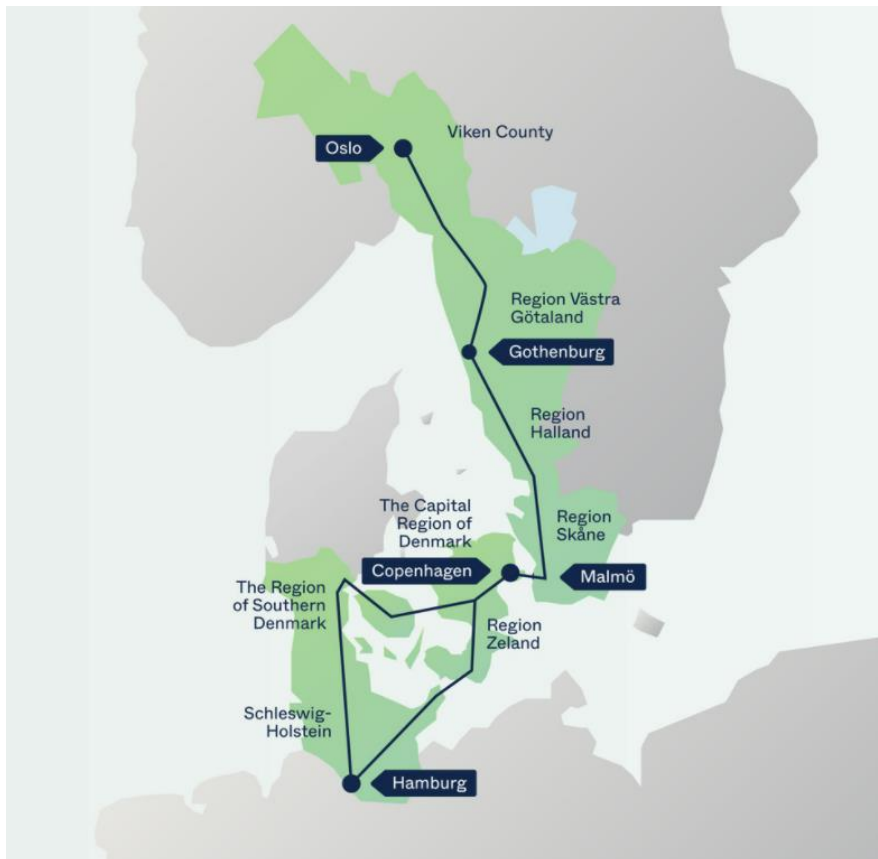 Viken County
Oslo
Region Västra
Götaland
Gothenburg
Region
Halland
The Capital
Region of
Denmark
Region
Skåne
Copenhagen
Malmö
The Region
of Southern
Denmark
Region
Zeland
Schleswig-
Holstein
Hamburg